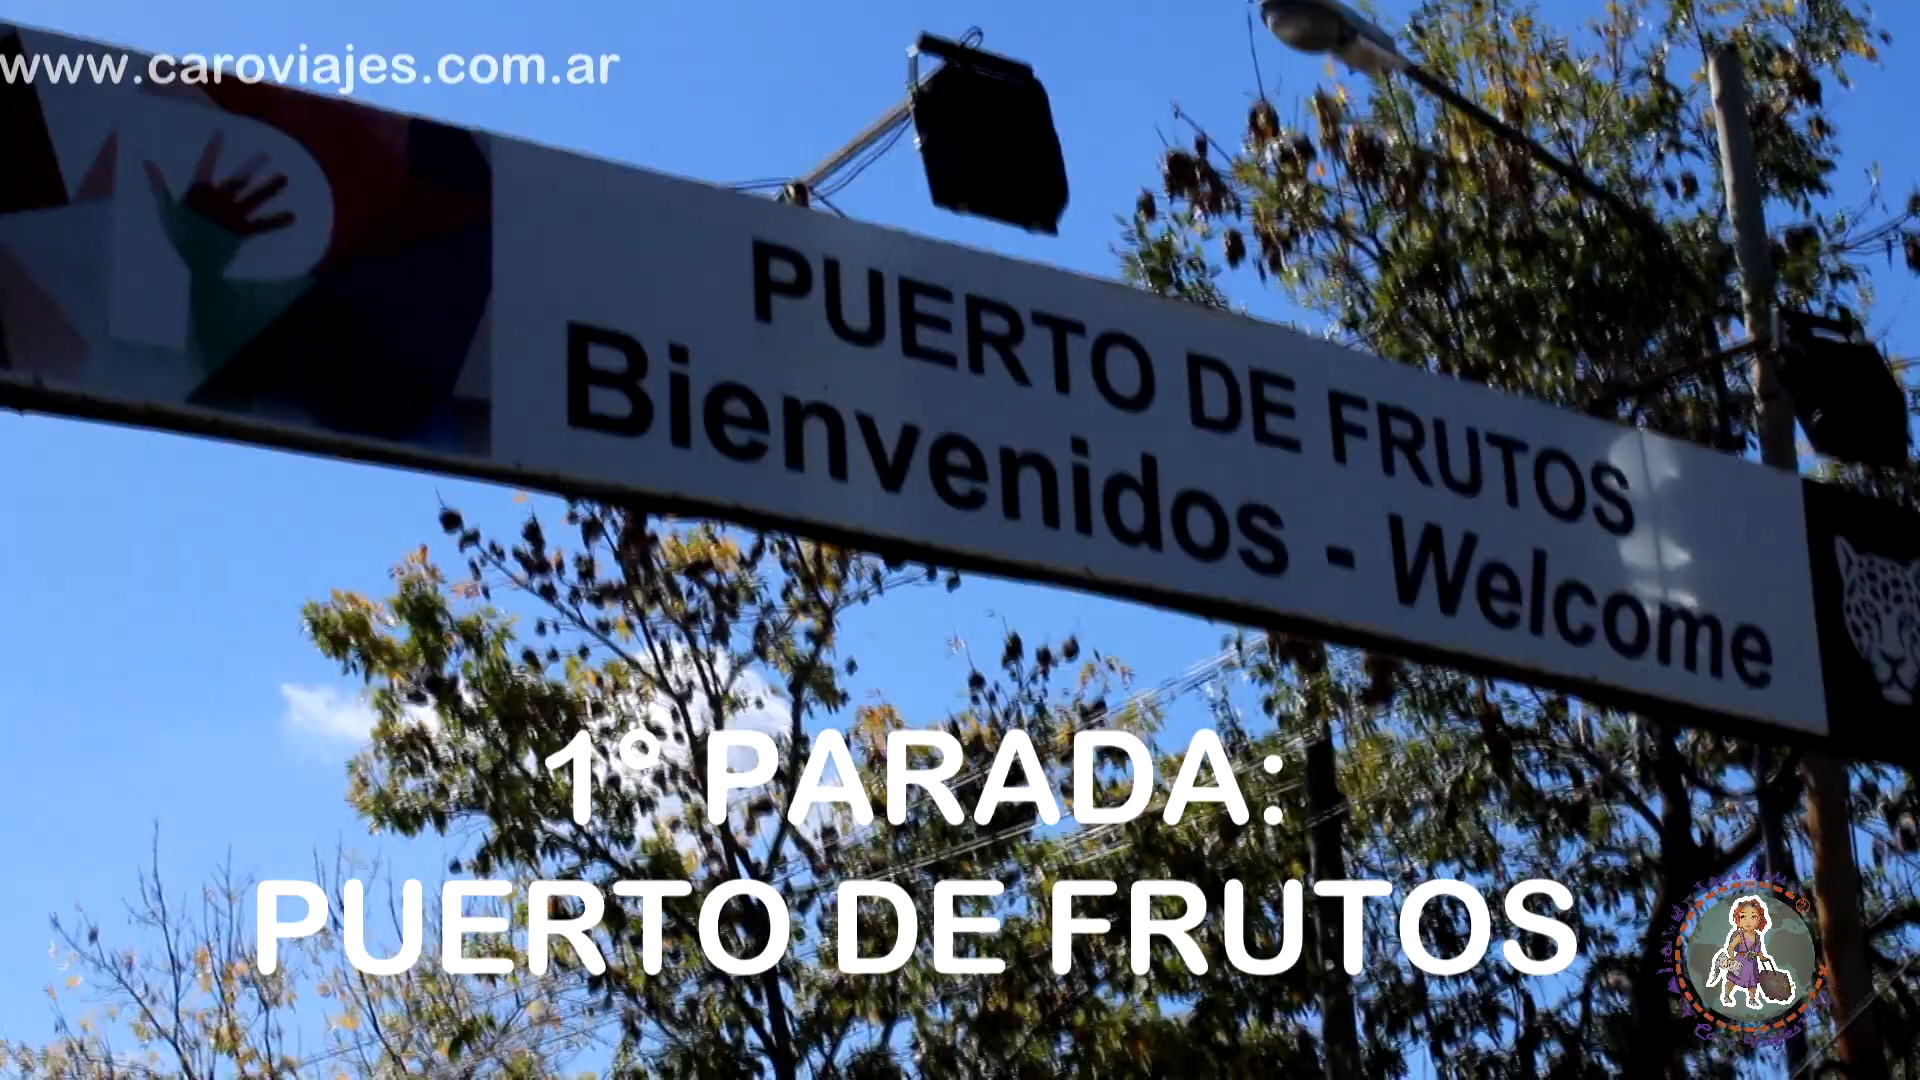 www.caroviajes.com.ar
PUERTO DE FRUTOS
Bienvenidos - Welcome
1° PARADA:
PUERTO DE FRUTOS